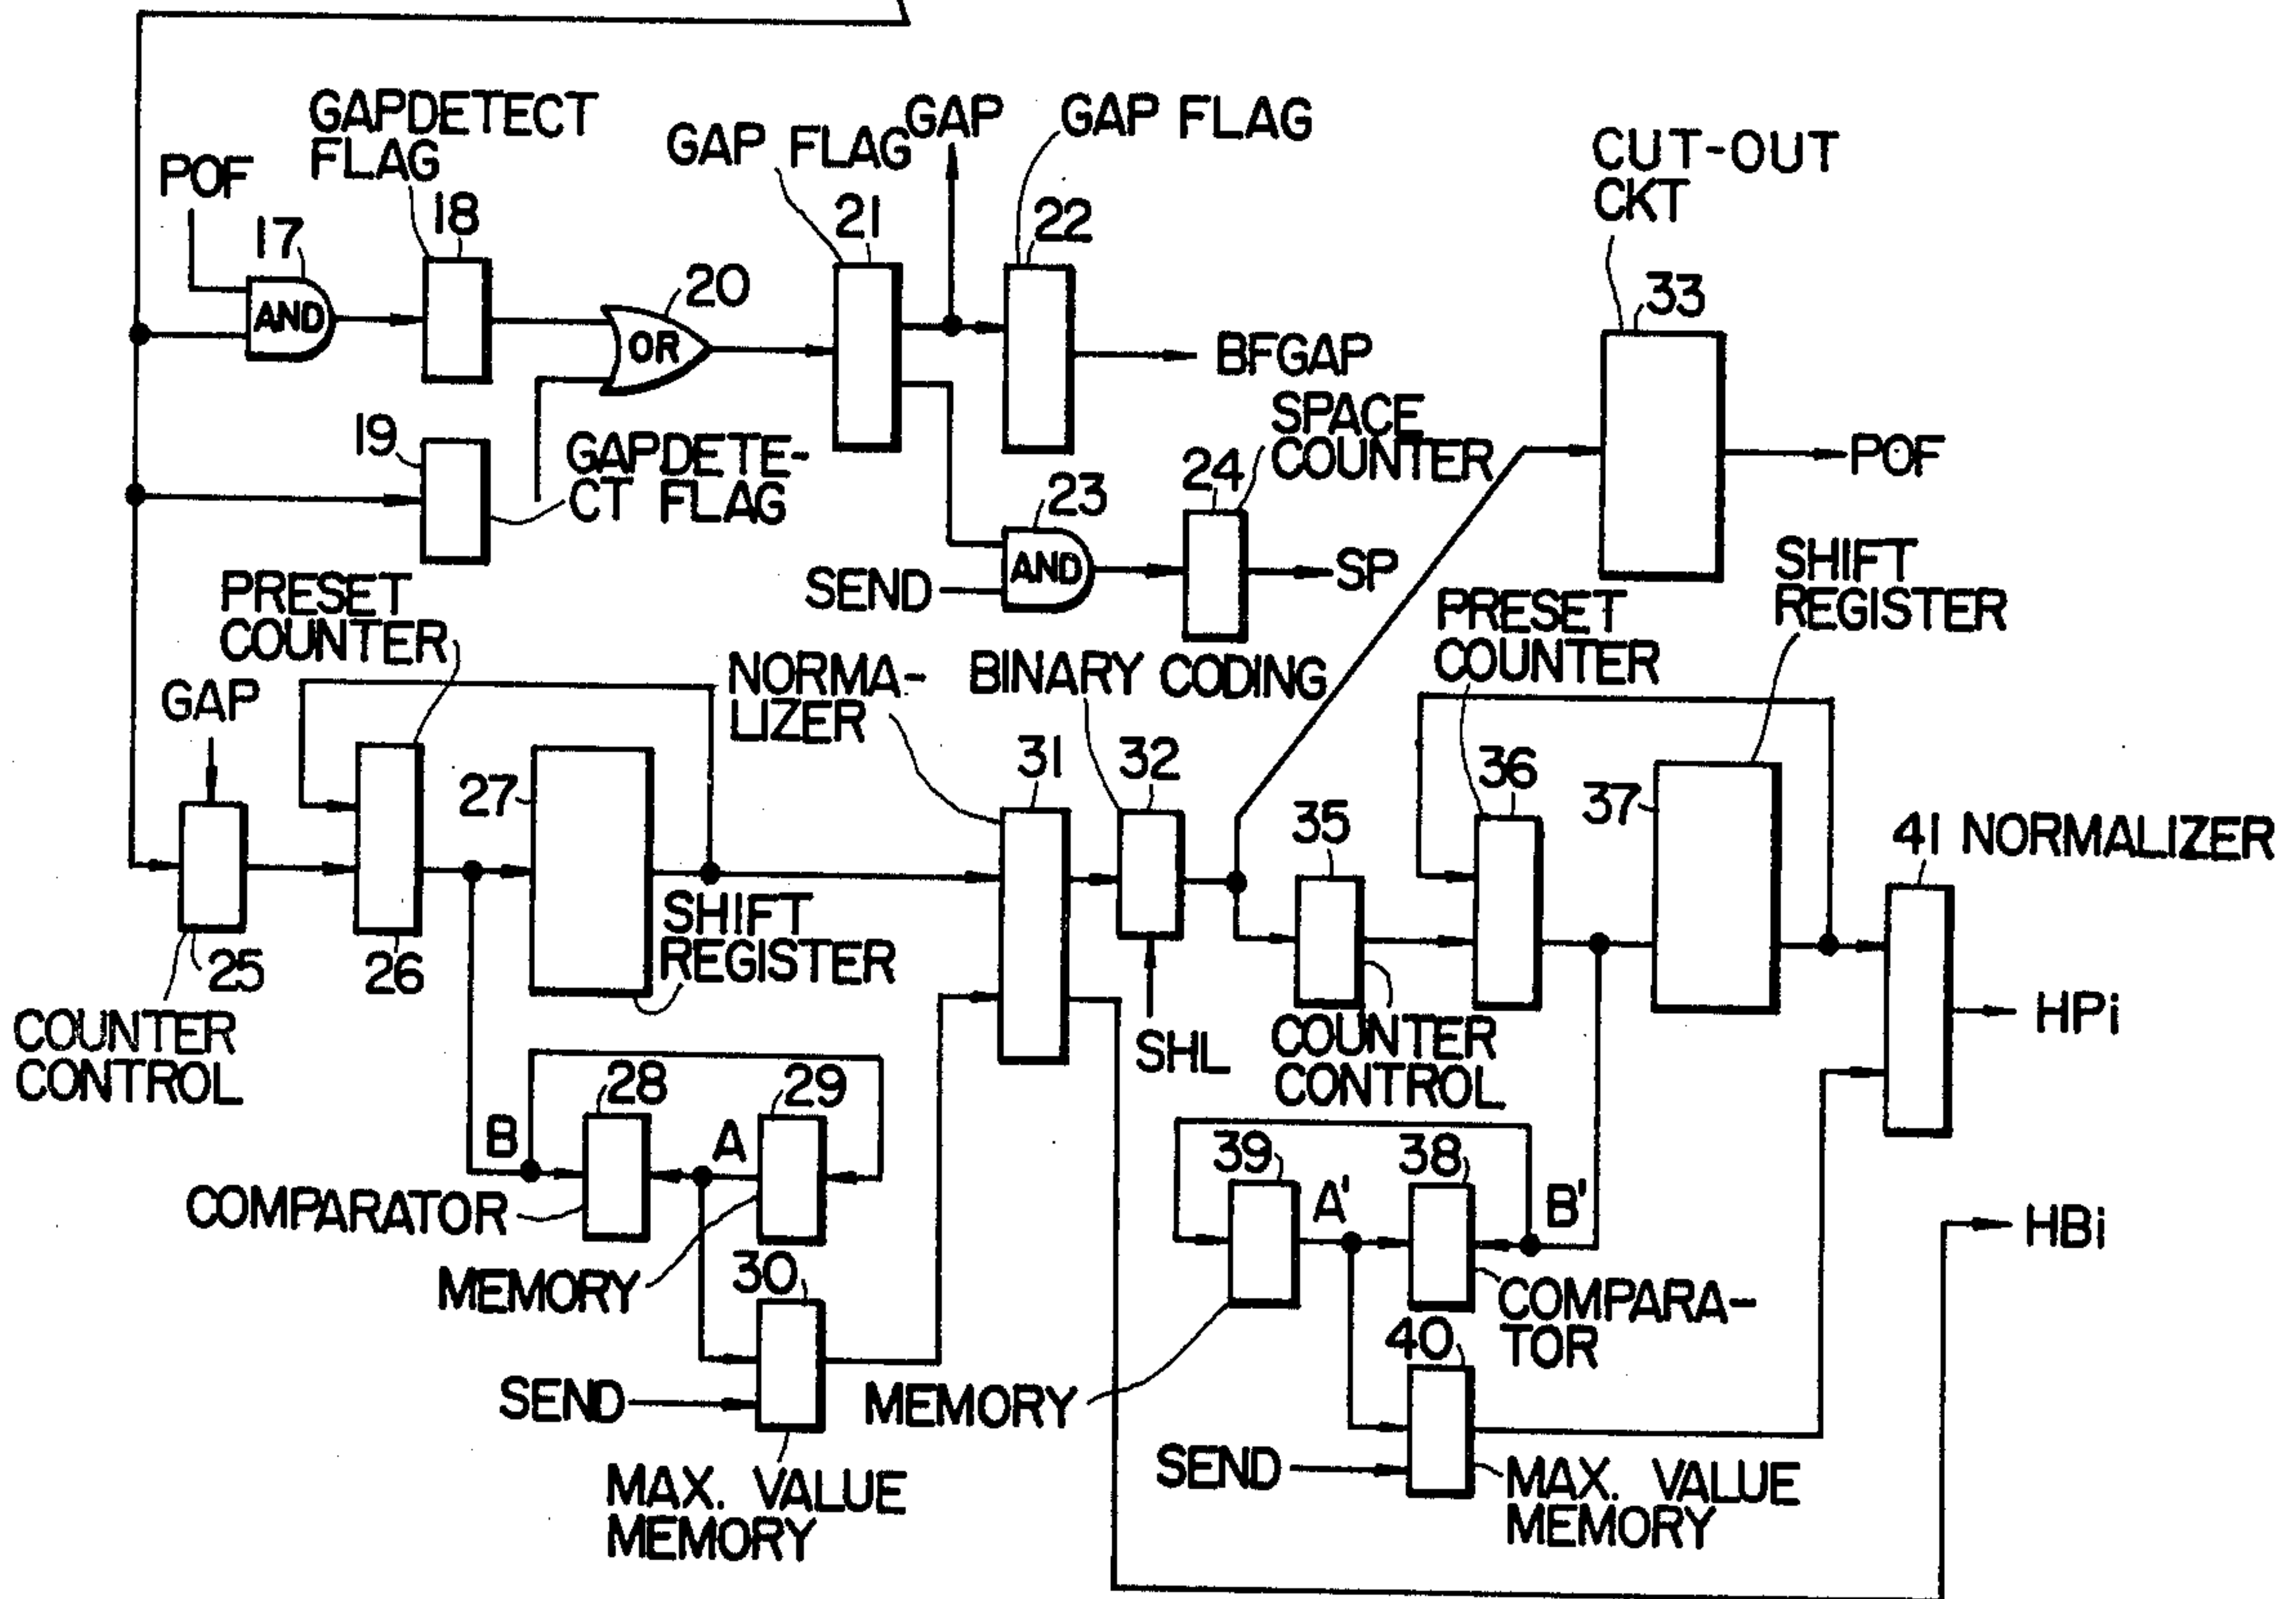 GAPDETECT
FLAG
POF
17
AND
18
20
OR
GAP FLAG
21
GAP
GAP FLAG
22
BFGAP
CUT-OUT
CKT
33
POF
19
GAPDETE-
CT FLAG
SPACE
COUNTER
24
23
AND
SEND
SP
PRESET
COUNTER
GAP
25
COUNTER
CONTROL
26
27
SHIFT
REGISTER
NORMA-
LIZER
31
BINARY CODING
32
SHL
35
COUNTER
CONTROL
PRESET
COUNTER
36
SHIFT
REGISTER
37
41 NORMALIZER
HPi
HBi
28
29
B
A
COMPARATOR
MEMORY
30
SEND
MAX. VALUE
MEMORY
39
38
A'
B'
MEMORY
COMPARA-
TOR
40
SEND
MAX. VALUE
MEMORY